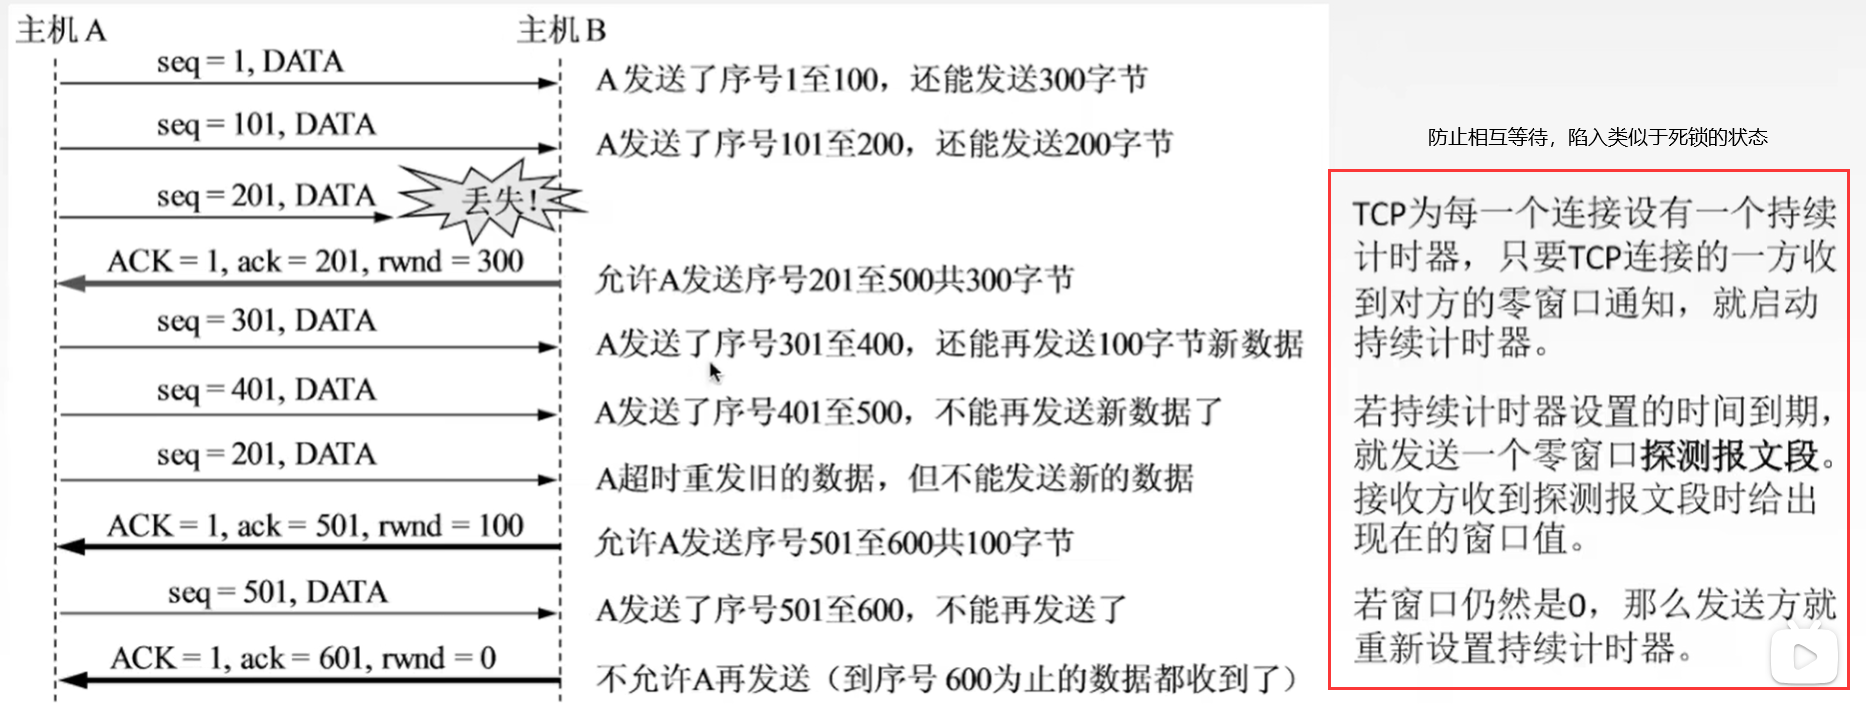 主机A
主机B
seq = 1, DATA
A 发送了序号1至100，还能发送300字节
seq = 101, DATA
A发送了序号101至200，还能发送200字节
seq = 201, DATA
丢失！
ACK = 1, ack = 201, rwnd = 300
允许A发送序号201至500共300字节
seq = 301, DATA
A发送了序号301至400，还能再发送100字节新数据
seq = 401, DATA
A发送了序号401至500，不能再发送新数据了
seq = 201, DATA
A超时重发旧的数据，但不能发送新的数据
ACK = 1, ack = 501, rwnd = 100
允许A发送序号501至600共100字节
seq = 501, DATA
A发送了序号501至600，不能再发送了
ACK = 1, ack = 601, rwnd = 0
不允许A再发送（到序号 600为止的数据都收到了）
防止相互等待，陷入类似于死锁的状态
TCP为每一个连接设有一个持续
计时器，只要TCP连接的一方收
到对方的零窗口通知，就启动
持续计时器。
若持续计时器设置的时间到期，
就发送一个零窗口探测报文段。
接收方收到探测报文段时给出
现在的窗口值。
若窗口仍然是0，那么发送方就
重新设置持续计时器。